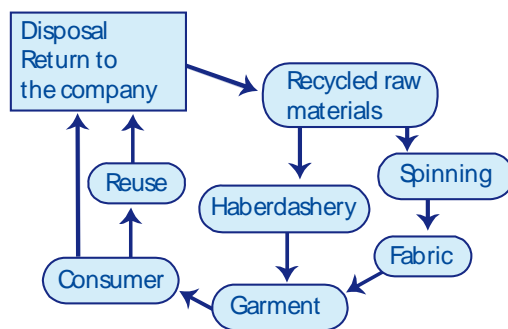 Disposal
Return to
the company
Recycled raw
materials
Reuse
Spinning
Haberdashery
Fabric
Consumer
Garment